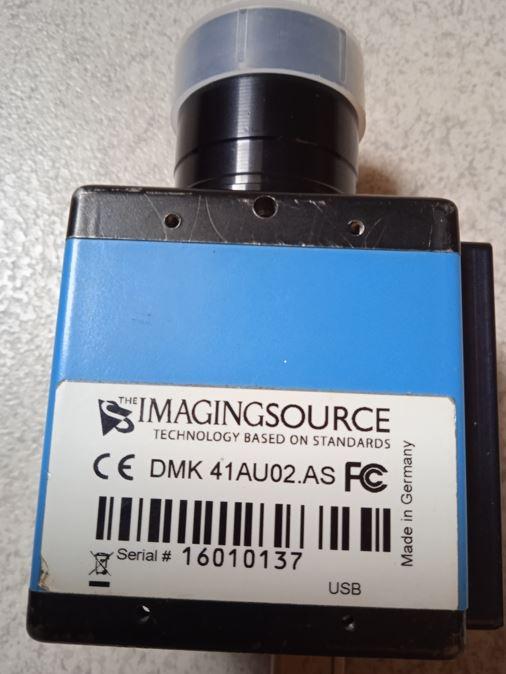 THE IMAGINGSOURCE
TECHNOLOGY BASED ON STANDARDS
CE DMK 41AU02.AS FC
Made in Germany
Serial # 16010137
USB